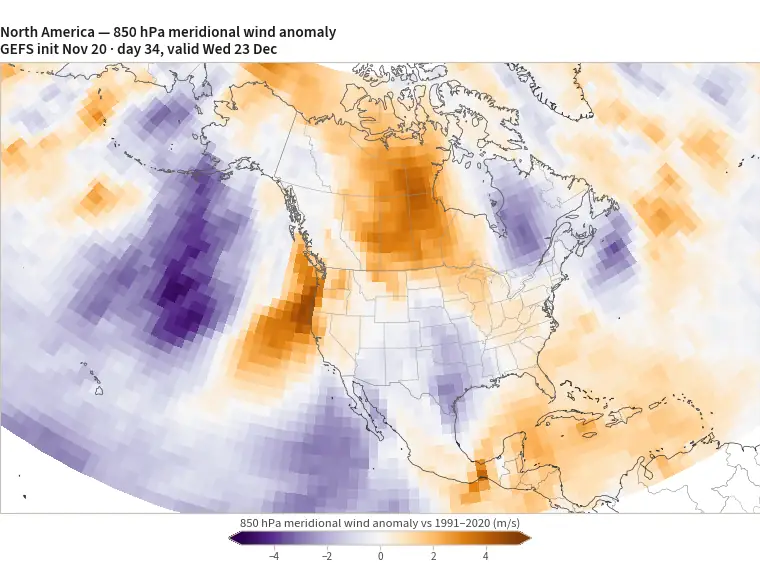 North America — 850 hPa meridional wind anomaly
GEFS init Nov 20 · day 34, valid Wed 23 Dec
850 hPa meridional wind anomaly vs 1991–2020 (m/s)
−4 −2 0 2 4